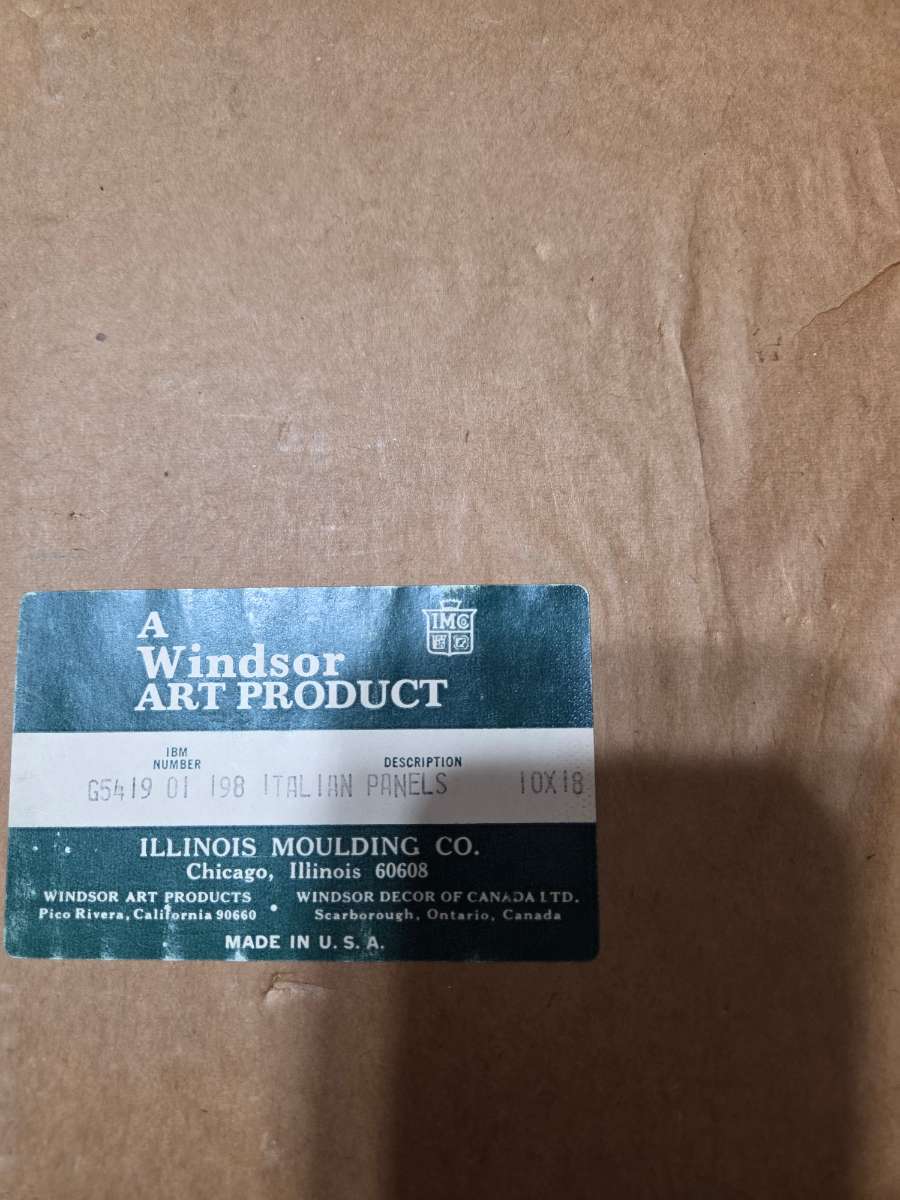 A
IMC
Windsor
ART PRODUCT
IBM
NUMBER
DESCRIPTION
G5419 01 198 ITALIAN PANELS 10X18
ILLINOIS MOULDING CO.
Chicago, Illinois 60608
WINDSOR ART PRODUCTS • WINDSOR DECOR OF CANADA LTD.
Pico Rivera, California 90660 Scarborough, Ontario, Canada
MADE IN U. S. A.